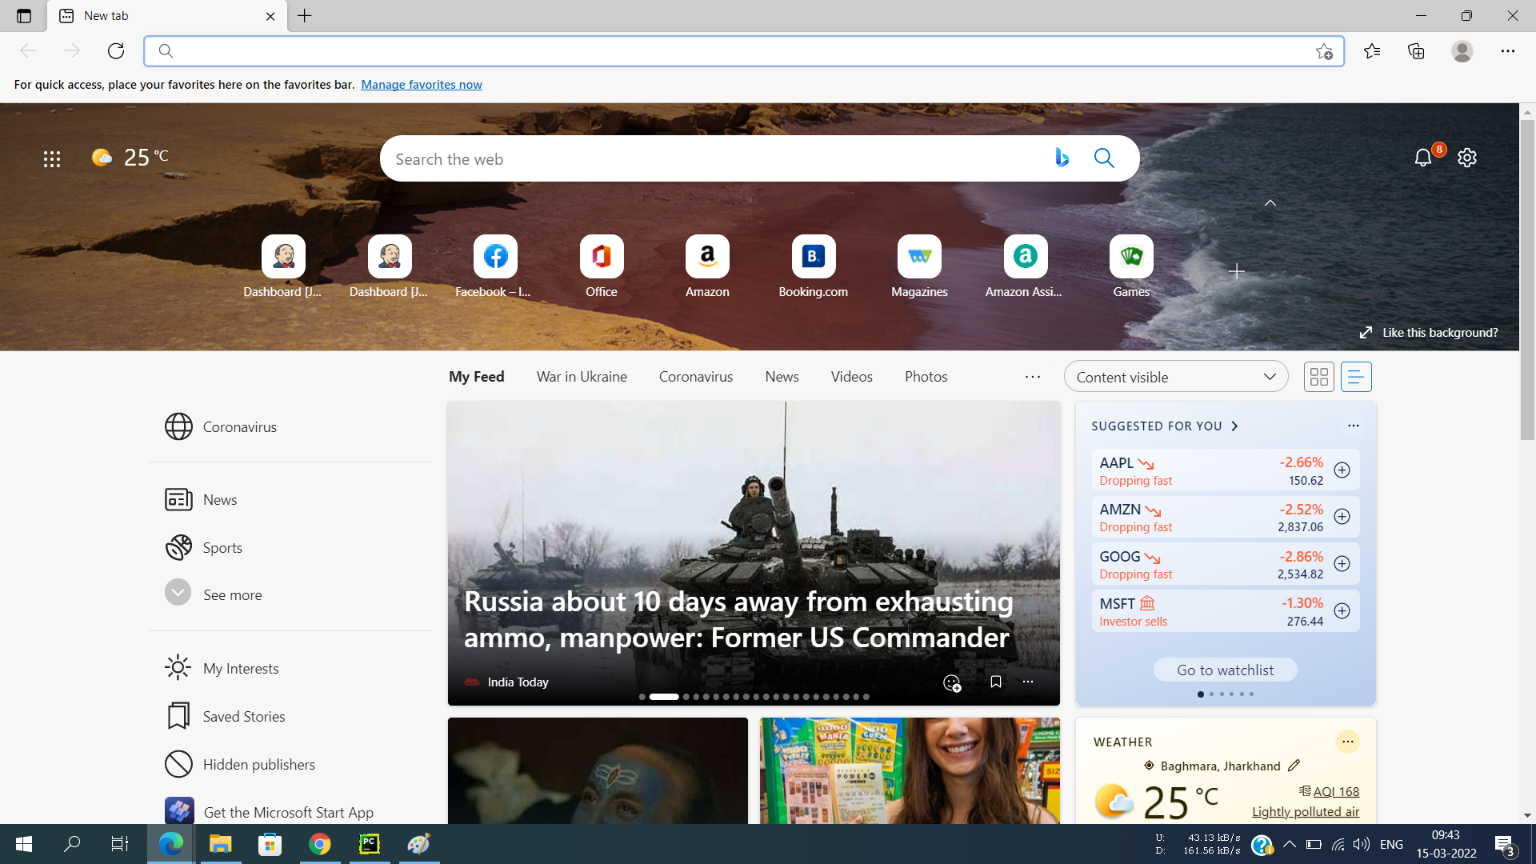 New tab
For quick access, place your favorites here on the favorites bar. Manage favorites now
25 °C
Search the web
8
Dashboard [J...
Dashboard [J...
Facebook – I...
Office
Amazon
Booking.com
Magazines
Amazon Assi...
Games
Like this background?
My Feed
War in Ukraine
Coronavirus
News
Videos
Photos
Content visible
Coronavirus
News
Sports
See more
My Interests
Saved Stories
Hidden publishers
Get the Microsoft Start App
Russia about 10 days away from exhausting
ammo, manpower: Former US Commander
India Today
SUGGESTED FOR YOU
AAPL -2.66%
Dropping fast 150.62
AMZN -2.52%
Dropping fast 2,837.06
GOOG -2.86%
Dropping fast 2,534.82
MSFT -1.30%
Investor sells 276.44
Go to watchlist
POWER
WEATHER
Baghmara, Jharkhand
25 °C
AQI 168
Lightly polluted air
U: 43.13 kB/s
D: 161.56 kB/s
ENG
09:43
15-03-2022
3